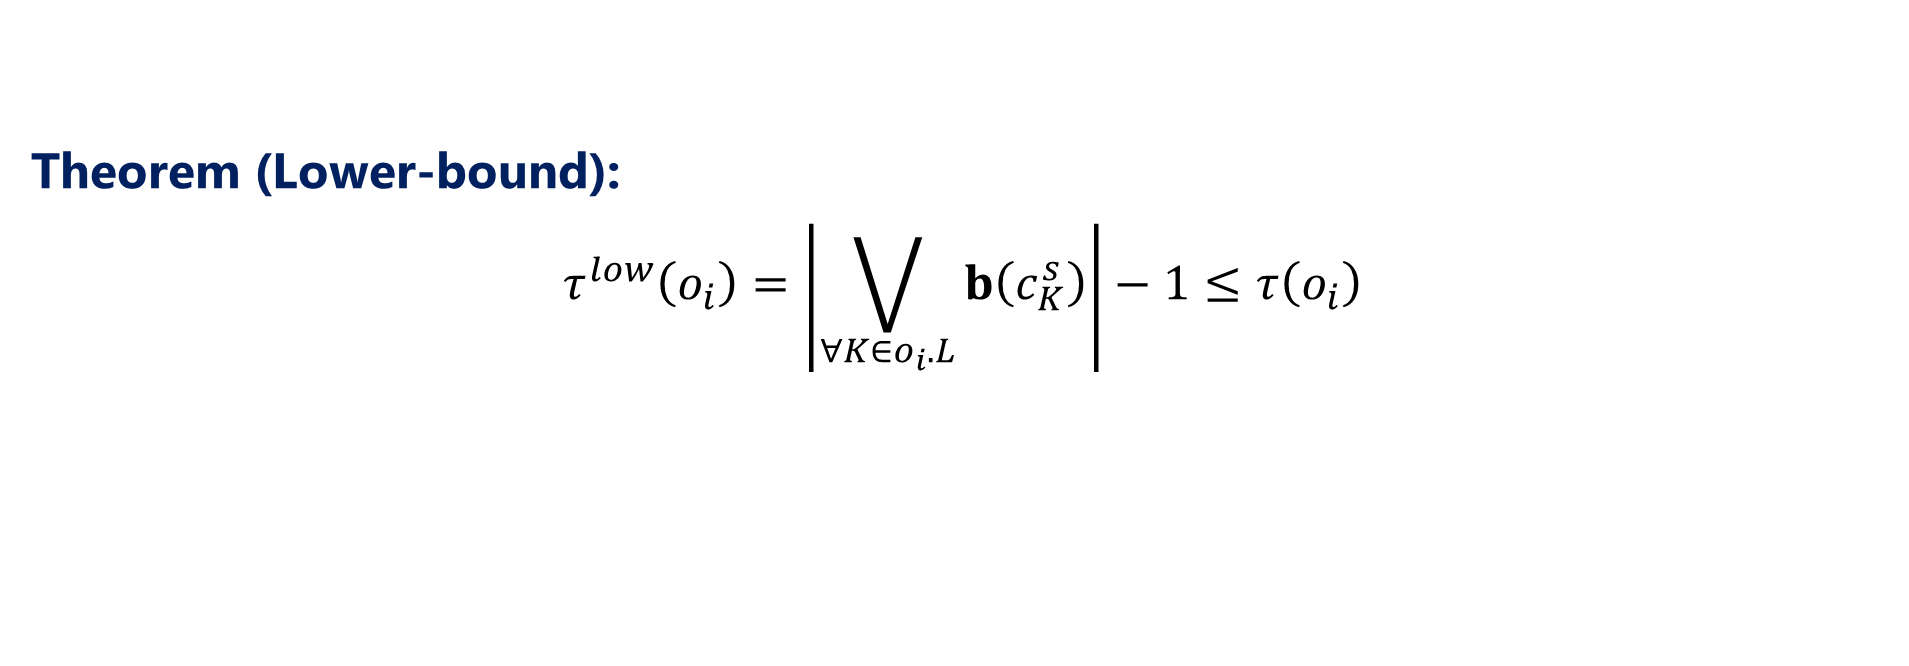 Theorem (Lower-bound):
τ^{low}(o_i) = |⋁_{∀K∈o_i.L} 𝐛(c_K^s)| − 1 ≤ τ(o_i)